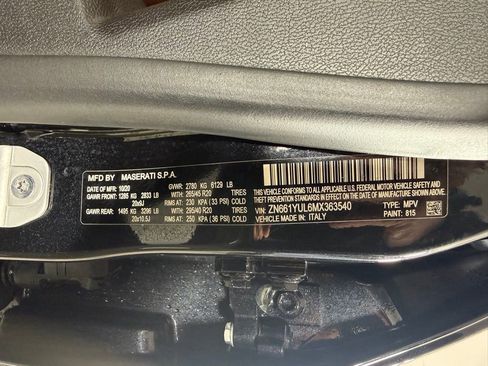 MFD BY MASERATI S.P.A.
DATE OF MFD: 10/20 GVWR: 2780 KG 6129 LB
GAWR FRONT: 1285 KG 2833 LB WITH: 265/45 R20 TIRES
20x9J RIMS AT: 230 KPA (33 PSI) COLD
GAWR REAR: 1495 KG 3296 LB WITH: 295/40 R20 TIRES
20x10.5J RIMS AT: 250 KPA (36 PSI) COLD
THIS VEHICLE CONFORMS TO ALL APPLICABLE U.S. FEDERAL MOTOR VEHICLE SAFETY
STANDARDS IN EFFECT ON THE DATE OF MANUFACTURE SHOWN ABOVE
VIN: ZN661YUL6MX363540 TYPE: MPV
VEHICLE MADE IN: ITALY PAINT: 815